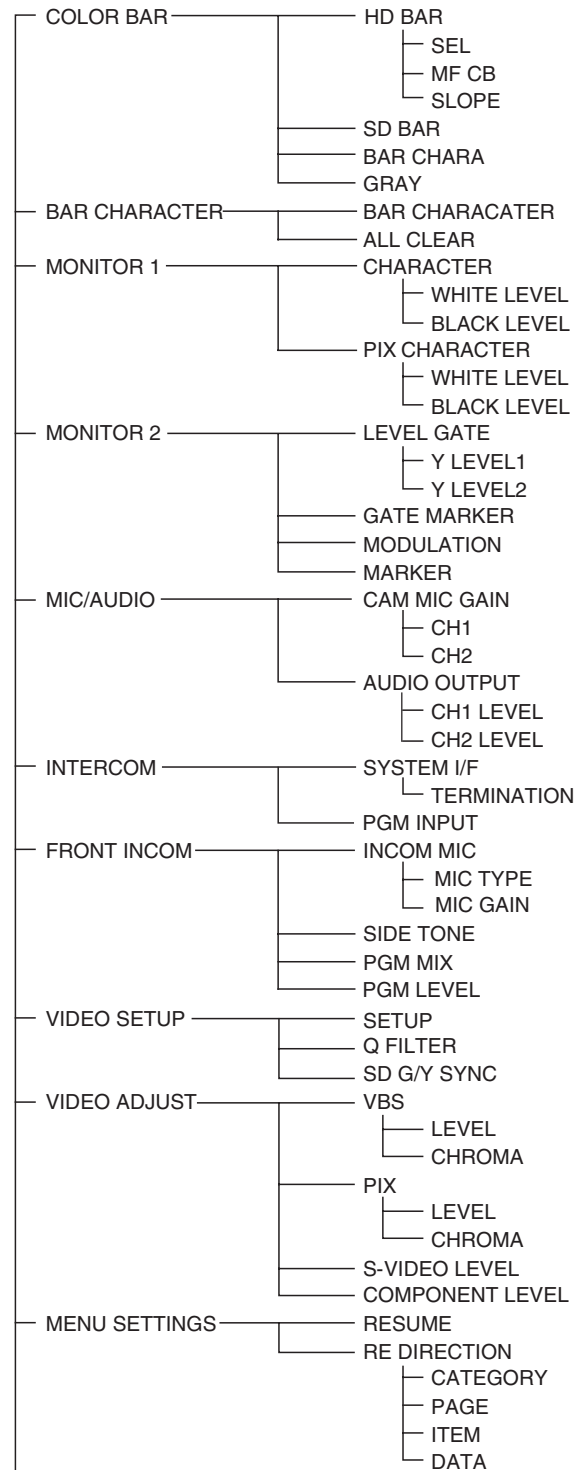 COLOR BAR HD BAR
SEL
MF CB
SLOPE
SD BAR
BAR CHARA
GRAY
BAR CHARACTER BAR CHARACATER
ALL CLEAR
MONITOR 1 CHARACTER
WHITE LEVEL
BLACK LEVEL
PIX CHARACTER
WHITE LEVEL
BLACK LEVEL
MONITOR 2 LEVEL GATE
Y LEVEL1
Y LEVEL2
GATE MARKER
MODULATION
MARKER
MIC/AUDIO CAM MIC GAIN
CH1
CH2
AUDIO OUTPUT
CH1 LEVEL
CH2 LEVEL
INTERCOM SYSTEM I/F
TERMINATION
PGM INPUT
FRONT INCOM INCOM MIC
MIC TYPE
MIC GAIN
SIDE TONE
PGM MIX
PGM LEVEL
VIDEO SETUP SETUP
Q FILTER
SD G/Y SYNC
VIDEO ADJUST VBS
LEVEL
CHROMA
PIX
LEVEL
CHROMA
S-VIDEO LEVEL
COMPONENT LEVEL
MENU SETTINGS RESUME
RE DIRECTION
CATEGORY
PAGE
ITEM
DATA